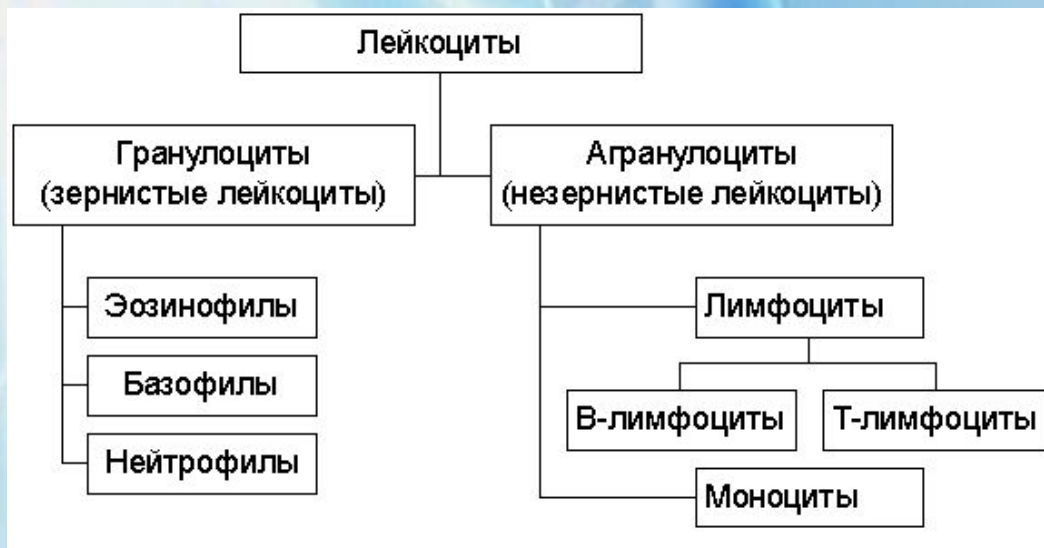 Лейкоциты
Гранулоциты
(зернистые лейкоциты)
Агранулоциты
(незернистые лейкоциты)
Эозинофилы
Базофилы
Нейтрофилы
Лимфоциты
В-лимфоциты
Т-лимфоциты
Моноциты